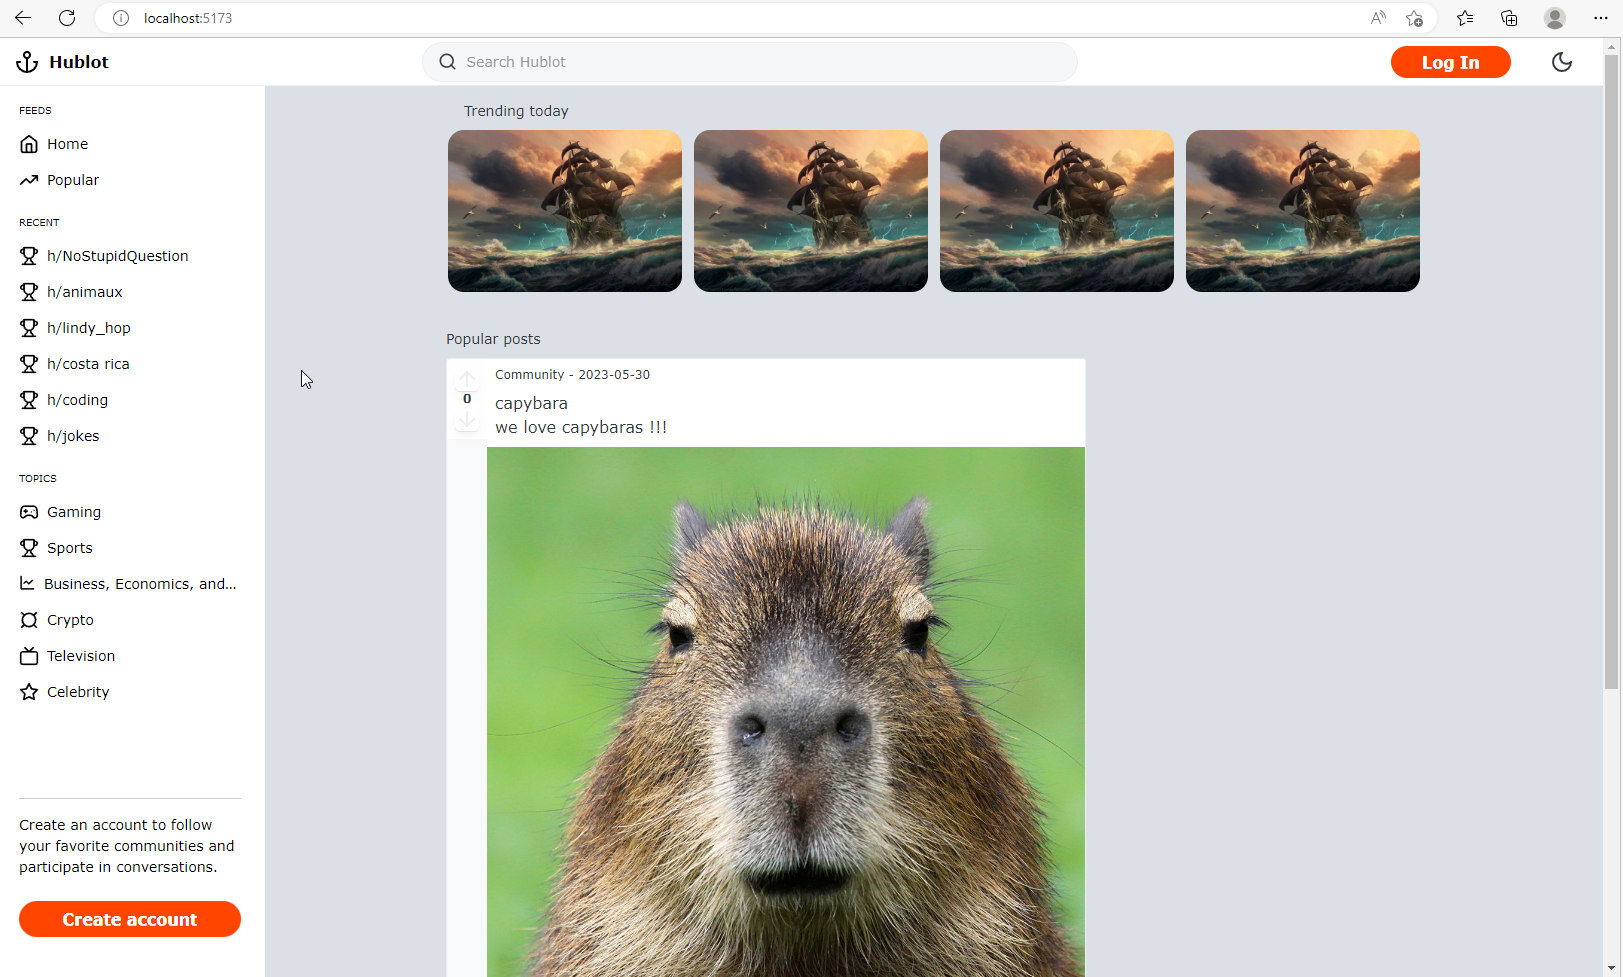 localhost:5173
Hublot
Search Hublot
Log In
FEEDS
Home
Popular
RECENT
h/NoStupidQuestion
h/animaux
h/lindy_hop
h/costa rica
h/coding
h/jokes
TOPICS
Gaming
Sports
Business, Economics, and...
Crypto
Television
Celebrity
Create an account to follow
your favorite communities and
participate in conversations.
Create account
Trending today
Popular posts
Community - 2023-05-30
0
capybara
we love capybaras !!!